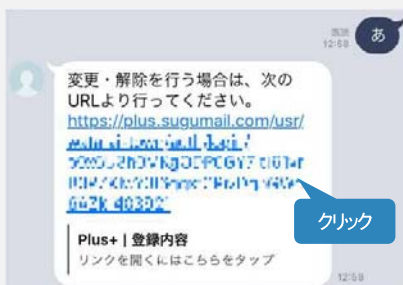 既読
12:58
あ
変更・解除を行う場合は、次の
URLより行ってください。
https://plus.sugumail.com/usr/
クリック
Plus+ | 登録内容
リンクを開くにはこちらをタップ
12:58